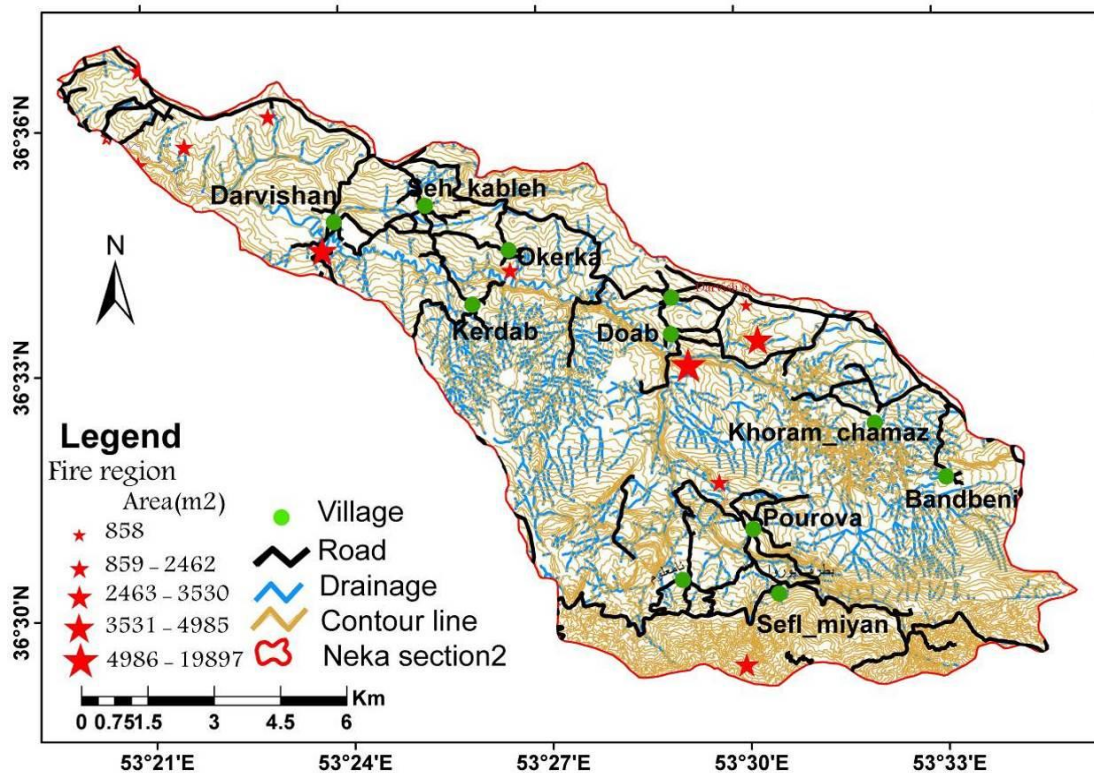 36°36'N
36°33'N
36°30'N
Darvishan
Seh_kableh
Okerka
Kerdab
Doab
Khoram_chamaz
Bandbeni
Pourova
Sefl_miyan
N
Legend
Fire region
Area(m2)
858
859 - 2462
2463 - 3530
3531 - 4985
4986 - 19897
Village
Road
Drainage
Contour line
Neka section2
Km
0 0.75 1.5 3 4.5 6
53°21'E 53°24'E 53°27'E 53°30'E 53°33'E